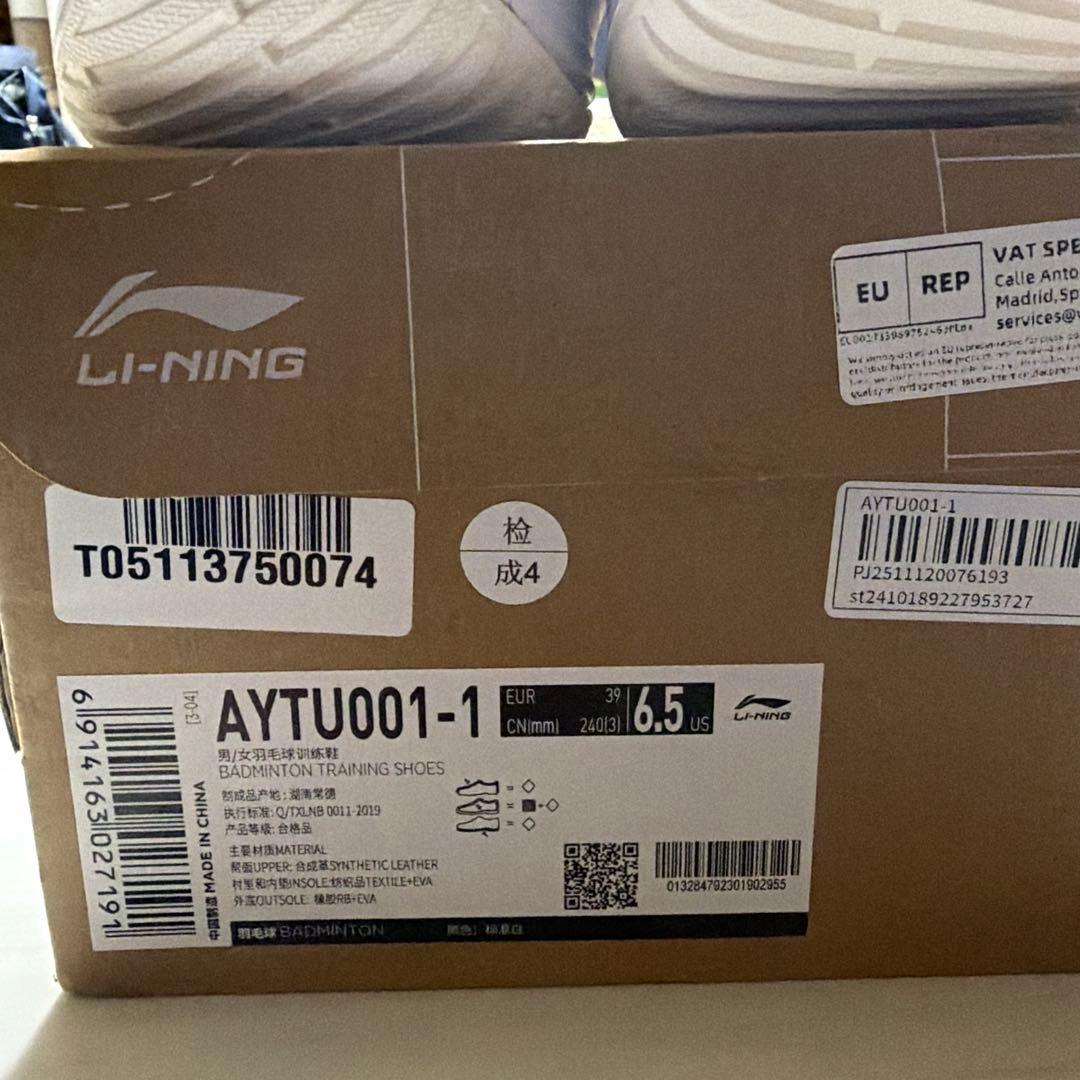 LI-NING
EU REP
VAT SPE
Calle Anto
Madrid,Sp
services@
T05113750074
检
成4
AYTU001-1
PJ2511120076193
st2410189227953727
6914163027191
[3-04]
中国制造 MADE IN CHINA
AYTU001-1
EUR 39
CN(mm) 240(3)
6.5 US
LI-NING
男/女羽毛球训练鞋
BADMINTON TRAINING SHOES
制成品产地: 湖南常德
执行标准: Q/TXLNB 0011-2019
产品等级: 合格品
主要材质MATERIAL
帮面UPPER: 合成革SYNTHETIC LEATHER
衬里和内垫INSOLE:纺织品TEXTILE+EVA
外底OUTSOLE: 橡胶RB+EVA
013284792301902955
羽毛球 BADMINTON
颜色: 标准白